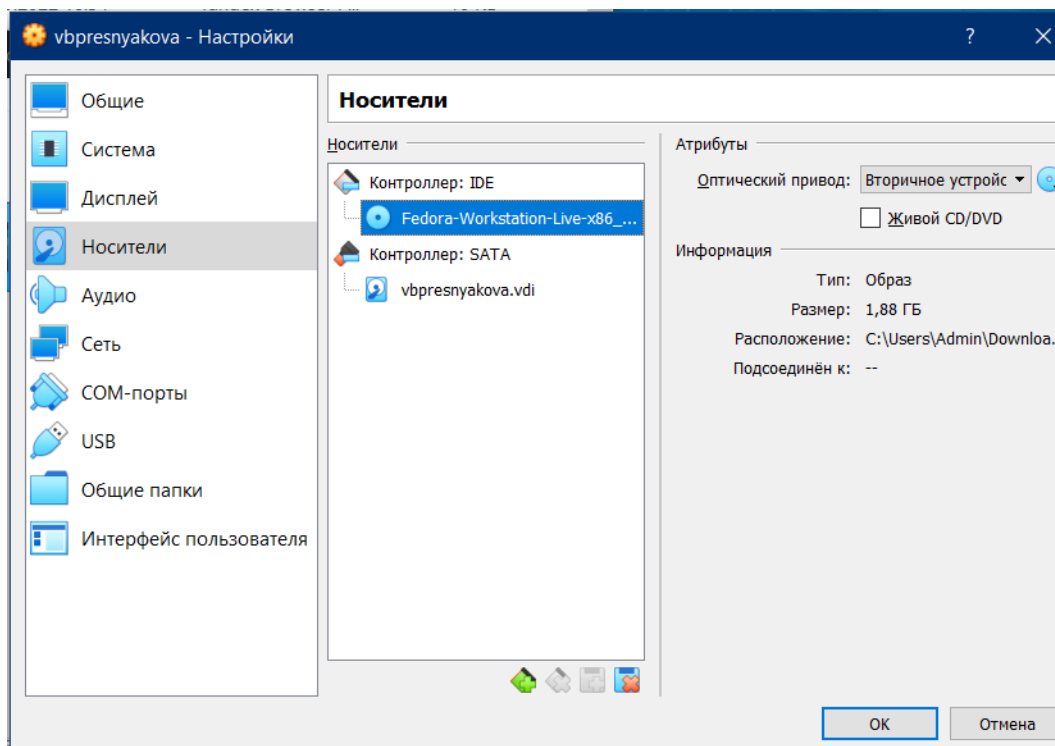 vbpresnyakova - Настройки
?
Общие
Система
Дисплей
Носители
Аудио
Сеть
COM-порты
USB
Общие папки
Интерфейс пользователя
Носители
Носители
Контроллер: IDE
Fedora-Workstation-Live-x86_...
Контроллер: SATA
vbpresnyakova.vdi
Атрибуты
Оптический привод: Вторичное устройс
Живой CD/DVD
Информация
Тип: Образ
Размер: 1,88 ГБ
Расположение: C:\Users\Admin\Downloa.
Подсоединён к: --
OK
Отмена